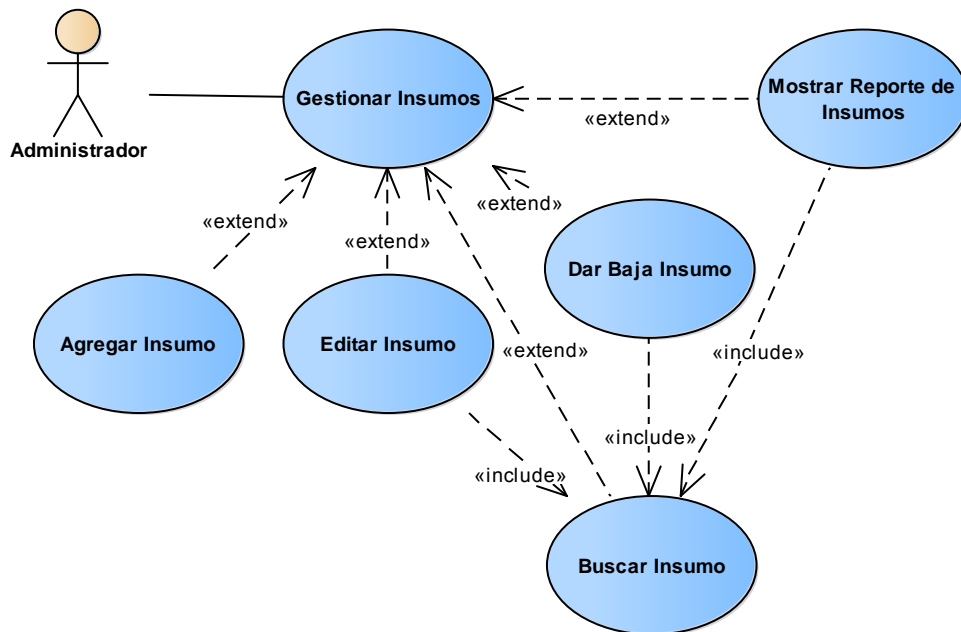 Gestionar Insumos
Mostrar Reporte de
Insumos
«extend»
Administrador
«extend»
«extend»
«extend»
Dar Baja Insumo
Agregar Insumo
Editar Insumo
«extend»
«include»
«include»
«include»
Buscar Insumo